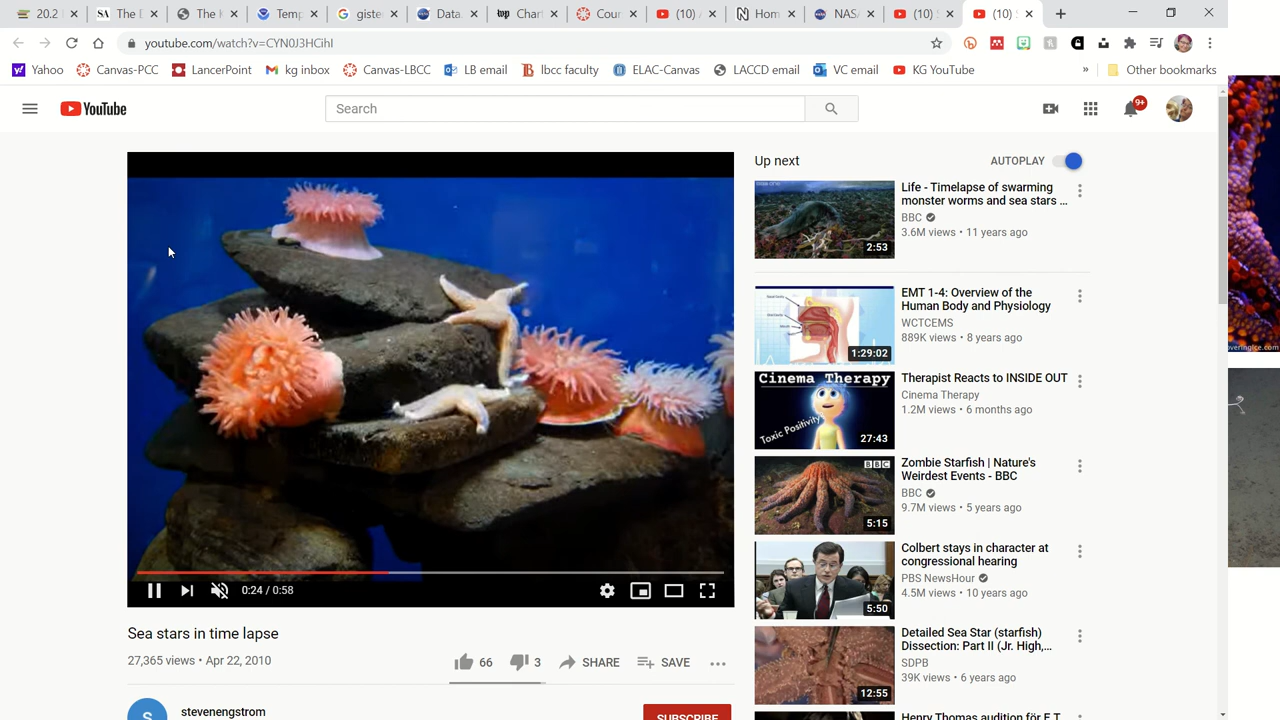 20.2
SA The D
The
Temp
giste
Data
wp Chart
Cour
(10)
N Hom
NAS
(10) S
(10) S
youtube.com/watch?v=CYN0J3HCihI
Yahoo
Canvas-PCC
LancerPoint
kg inbox
Canvas-LBCC
LB email
lbcc faculty
ELAC-Canvas
LACCD email
VC email
KG YouTube
»
Other bookmarks
YouTube
Search
9+
Up next
AUTOPLAY
Life - Timelapse of swarming
monster worms and sea stars ...
BBC
3.6M views • 11 years ago
2:53
EMT 1-4: Overview of the
Human Body and Physiology
WCTCEMS
889K views • 8 years ago
1:29:02
Cinema Therapy
Toxic Positivity
27:43
Therapist Reacts to INSIDE OUT
Cinema Therapy
1.2M views • 6 months ago
BBC
5:15
Zombie Starfish | Nature's
Weirdest Events - BBC
BBC
9.7M views • 5 years ago
Colbert stays in character at
congressional hearing
PBS NewsHour
4.5M views • 10 years ago
5:50
Detailed Sea Star (starfish)
Dissection: Part II (Jr. High,...
SDPB
39K views • 6 years ago
12:55
Henry Thomas audition för E.T.
0:24 / 0:58
Sea stars in time lapse
27,365 views • Apr 22, 2010
66
3
SHARE
SAVE
S
stevenengstrom
SUBSCRIBE
overingice.com